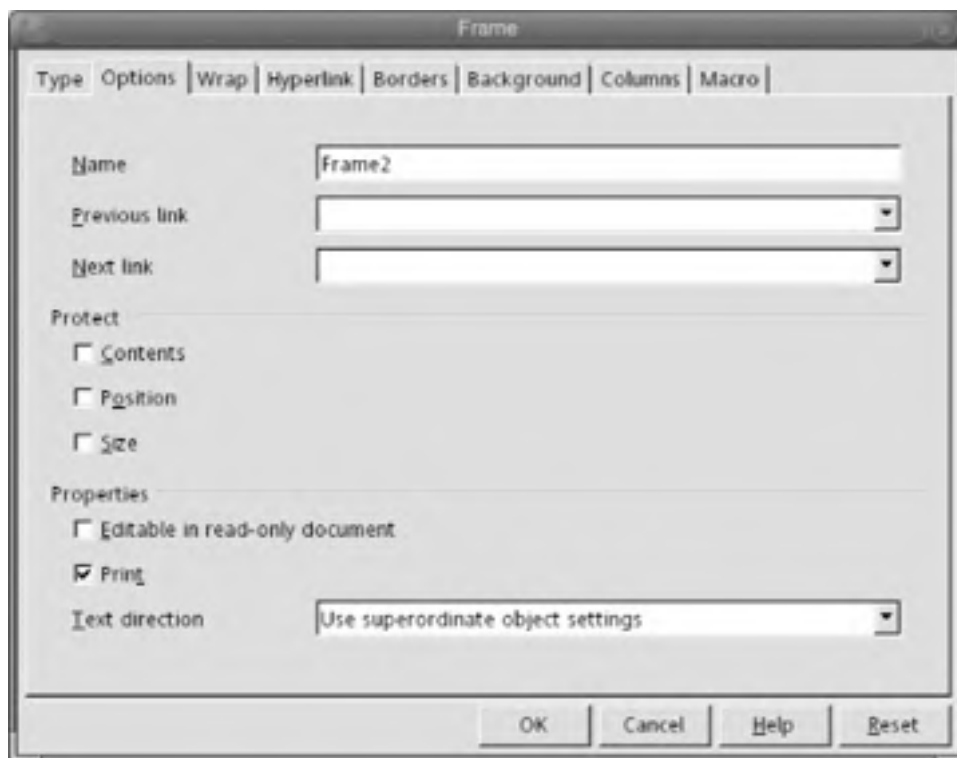 Frame
Type Options Wrap Hyperlink Borders Background Columns Macro
Name Frame2
Previous link
Next link
Protect
Contents
Position
Size
Properties
Editable in read-only document
Print
Text direction Use superordinate object settings
OK Cancel Help Reset